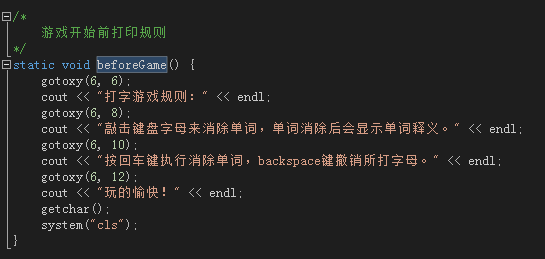 /*
    游戏开始前打印规则
*/
static void beforeGame() {
    gotoxy(6, 6);
    cout << "打字游戏规则：" << endl;
    gotoxy(6, 8);
    cout << "敲击键盘字母来消除单词，单词消除后会显示单词释义。" << endl;
    gotoxy(6, 10);
    cout << "按回车键执行消除单词，backspace键撤销所打字母。" << endl;
    gotoxy(6, 12);
    cout << "玩的愉快！" << endl;
    getchar();
    system("cls");
}